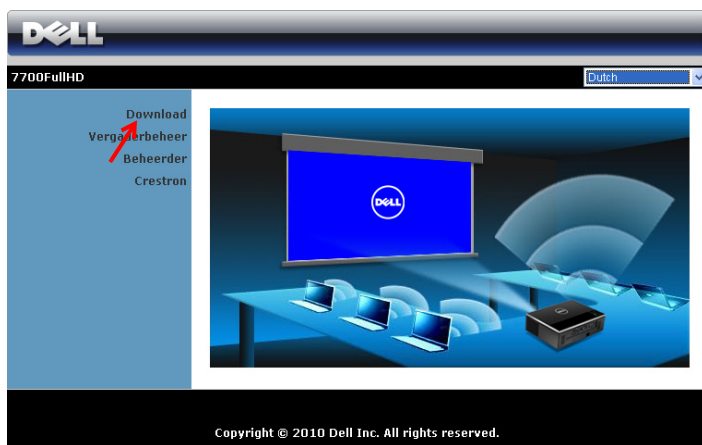 DELL
7700FullHD
Dutch
Download
Vergaderbeheer
Beheerder
Crestron
DELL
Copyright © 2010 Dell Inc. All rights reserved.